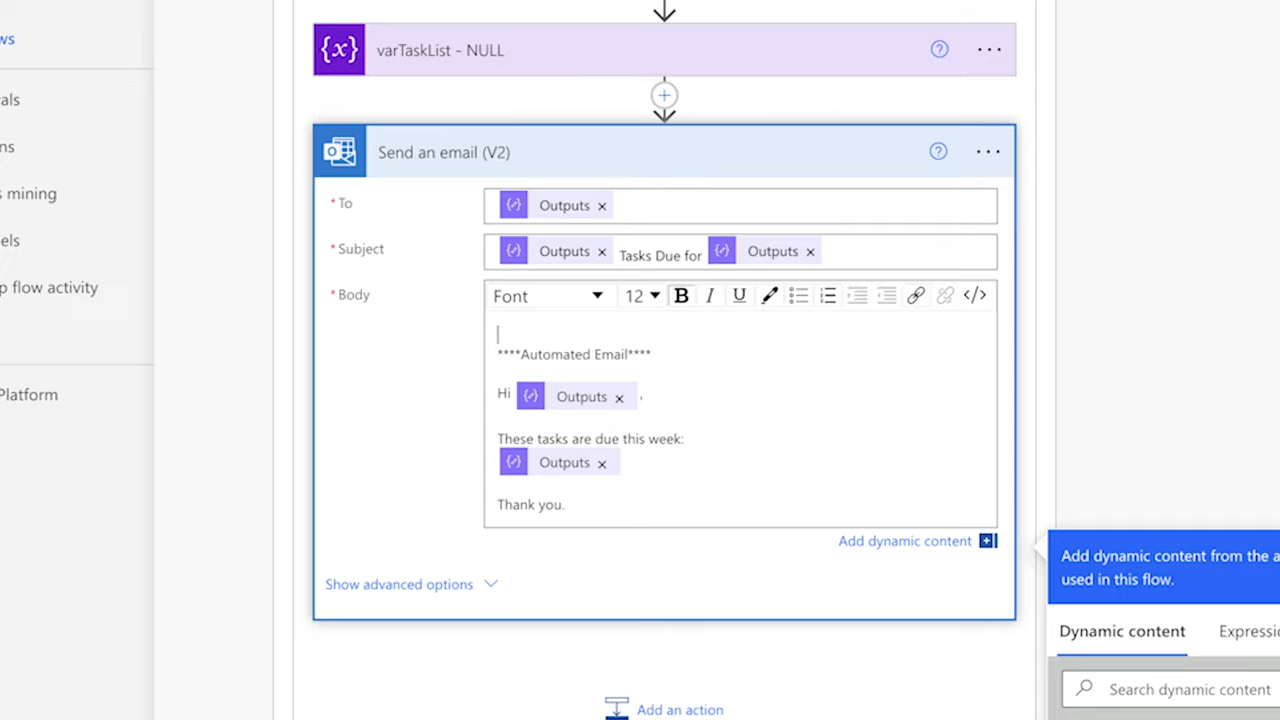 ws
als
ns
s mining
els
p flow activity
Platform
{x} varTaskList - NULL
Send an email (V2)
* To
Outputs ×
* Subject
Outputs × Tasks Due for Outputs ×
* Body
Font 12 B I U </>
****Automated Email****
Hi Outputs × ,
These tasks are due this week:
Outputs ×
Thank you.
Add dynamic content
Show advanced options
Add an action
Add dynamic content from the a
used in this flow.
Dynamic content Expressio
Search dynamic content